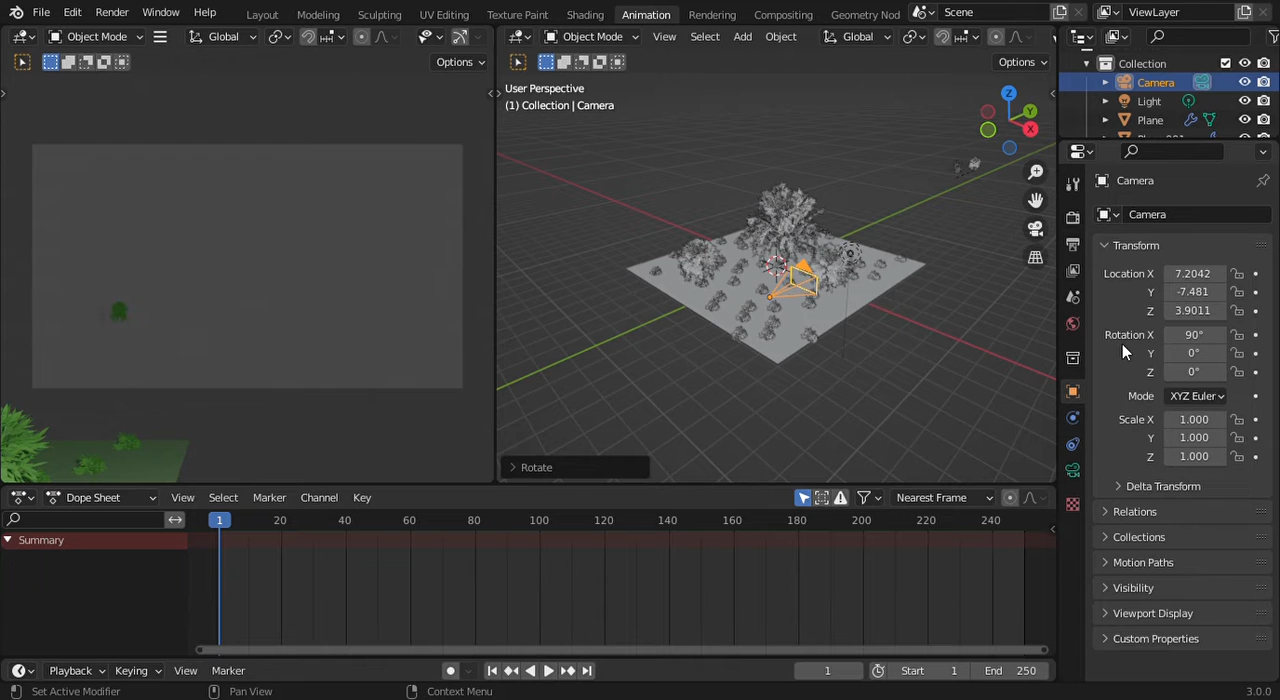 File Edit Render Window Help Layout Modeling Sculpting UV Editing Texture Paint Shading Animation Rendering Compositing Geometry Nod Scene ViewLayer
Object Mode Global Object Mode View Select Add Object Global
Options Options
User Perspective
(1) Collection | Camera
Z
Y
X
Collection
Camera
Light
Plane
Camera
Camera
Transform
Location X 7.2042
Y -7.481
Z 3.9011
Rotation X 90°
Y 0°
Z 0°
Mode XYZ Euler
Scale X 1.000
Y 1.000
Z 1.000
Delta Transform
Relations
Collections
Motion Paths
Visibility
Viewport Display
Custom Properties
Rotate
Dope Sheet View Select Marker Channel Key Nearest Frame
1 20 40 60 80 100 120 140 160 180 200 220 240
Summary
Playback Keying View Marker 1 Start 1 End 250
Set Active Modifier Pan View Context Menu 3.0.0